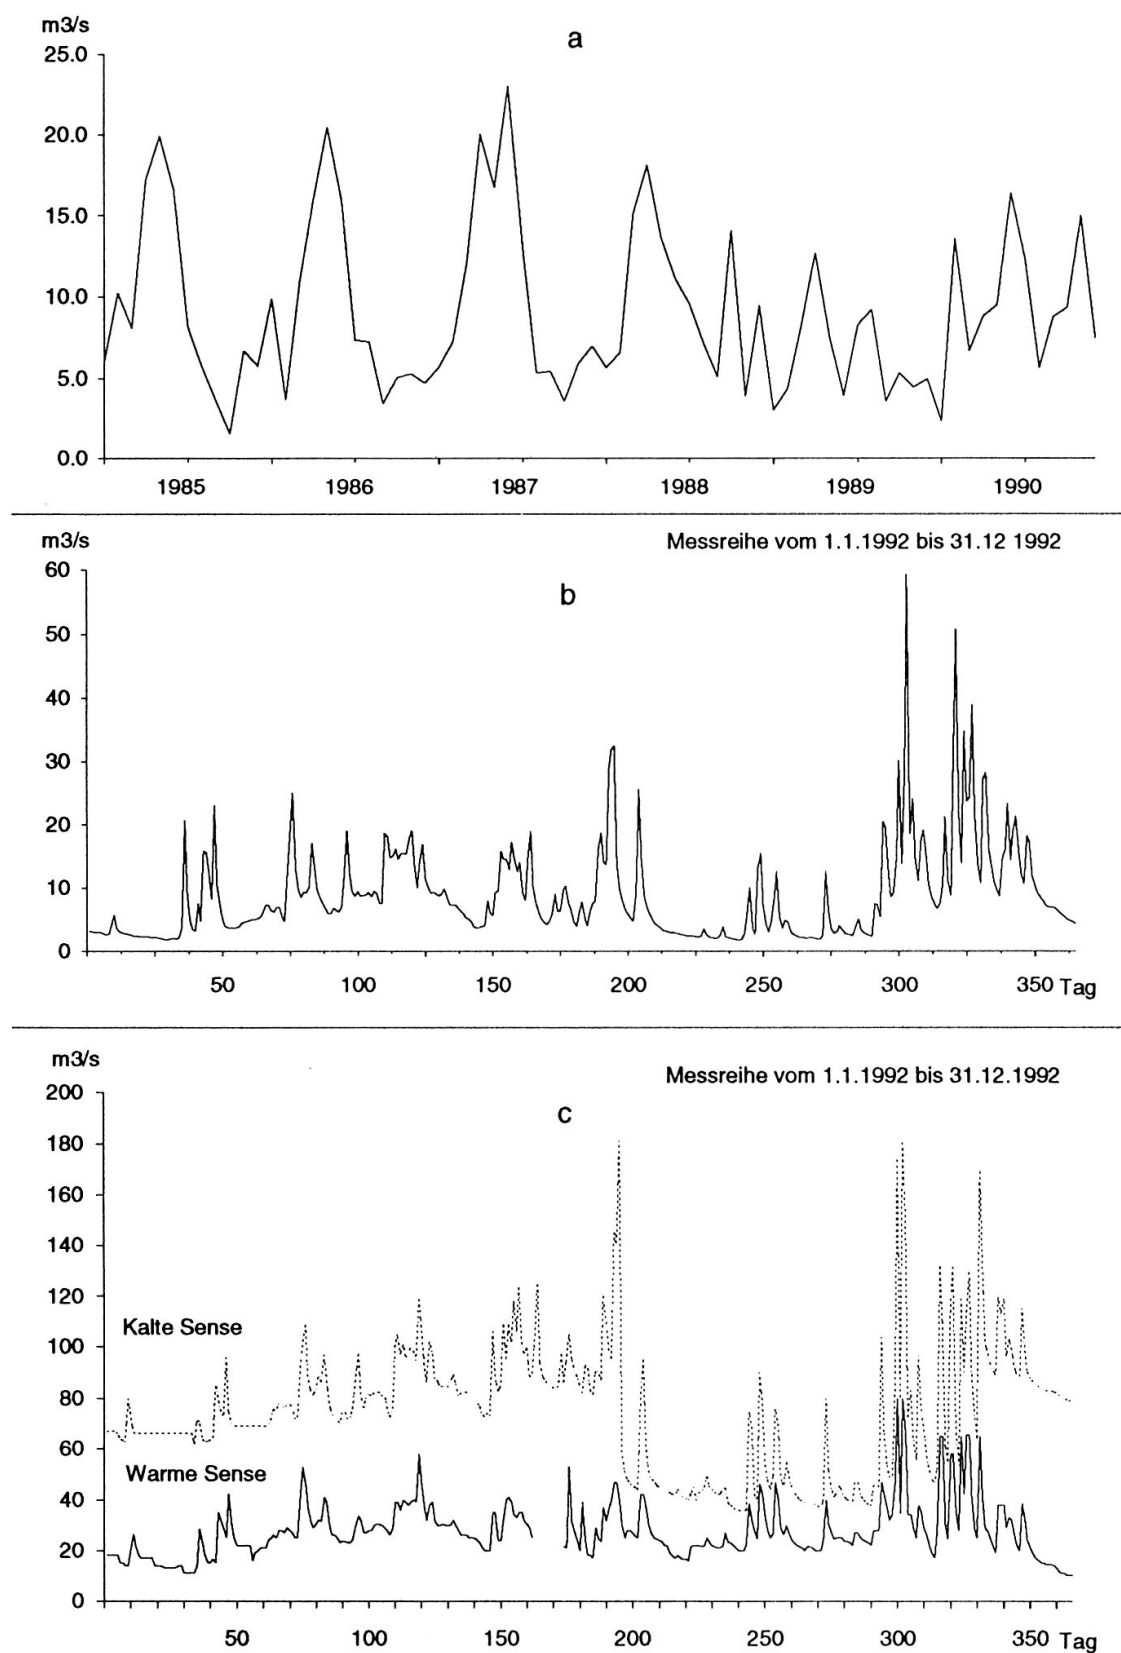 m3/s
a
25.0
20.0
15.0
10.0
5.0
0.0
1985 1986 1987 1988 1989 1990
m3/s
Messreihe vom 1.1.1992 bis 31.12 1992
b
60
50
40
30
20
10
0
50 100 150 200 250 300 350 Tag
m3/s
Messreihe vom 1.1.1992 bis 31.12.1992
c
200
180
160
140
120
100
80
60
40
20
0
Kalte Sense
Warme Sense
50 100 150 200 250 300 350 Tag